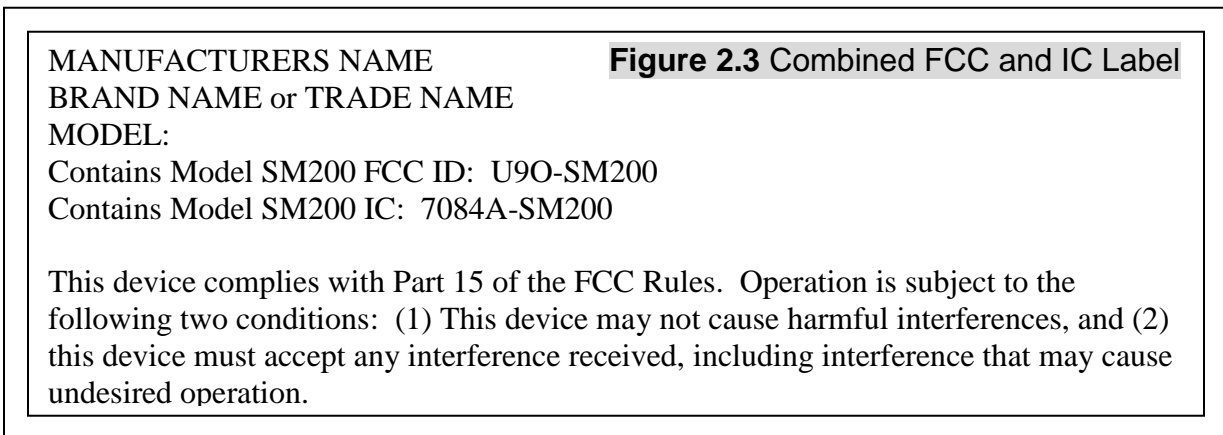 MANUFACTURERS NAME
Figure 2.3 Combined FCC and IC Label
BRAND NAME or TRADE NAME
MODEL:
Contains Model SM200 FCC ID:  U9O-SM200
Contains Model SM200 IC:  7084A-SM200
This device complies with Part 15 of the FCC Rules.  Operation is subject to the
following two conditions:  (1) This device may not cause harmful interferences, and (2)
this device must accept any interference received, including interference that may cause
undesired operation.